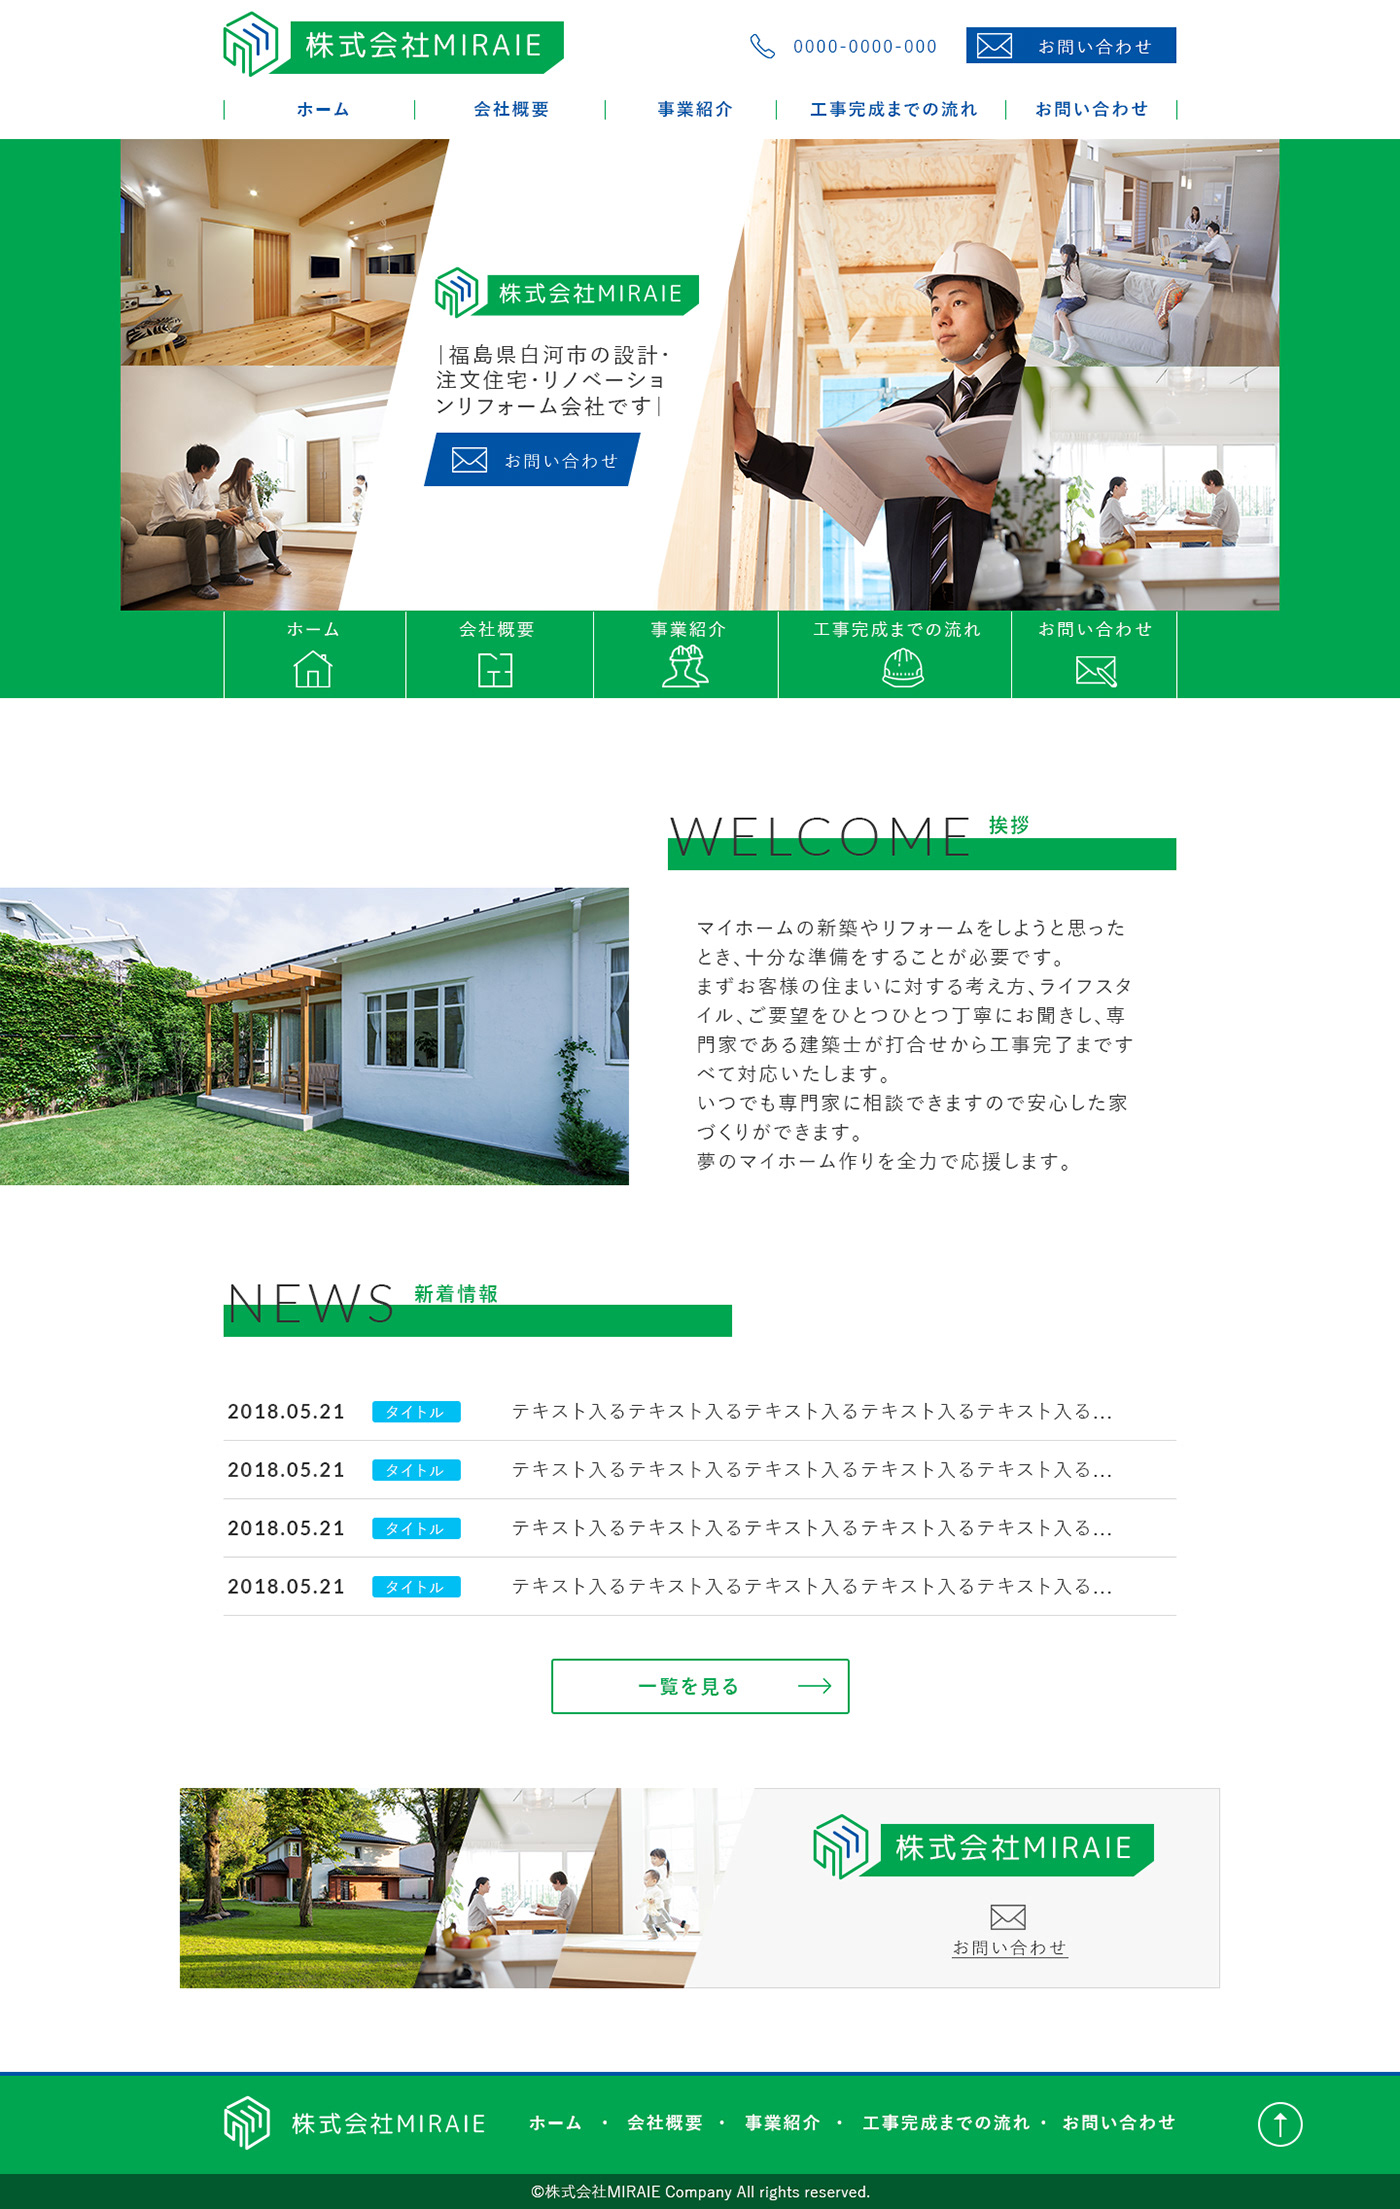 株式会社MIRAIE
0000-0000-000
お問い合わせ
ホーム 会社概要 事業紹介 工事完成までの流れ お問い合わせ
株式会社MIRAIE
|福島県白河市の設計・
注文住宅・リノベーショ
ンリフォーム会社です|
お問い合わせ
ホーム 会社概要 事業紹介 工事完成までの流れ お問い合わせ
WELCOME 挨拶
マイホームの新築やリフォームをしようと思った
とき、十分な準備をすることが必要です。
まずお客様の住まいに対する考え方、ライフスタ
イル、ご要望をひとつひとつ丁寧にお聞きし、専
門家である建築士が打合せから工事完了まです
べて対応いたします。
いつでも専門家に相談できますので安心した家
づくりができます。
夢のマイホーム作りを全力で応援します。
NEWS 新着情報
2018.05.21 タイトル テキスト入るテキスト入るテキスト入るテキスト入るテキスト入る...
2018.05.21 タイトル テキスト入るテキスト入るテキスト入るテキスト入るテキスト入る...
2018.05.21 タイトル テキスト入るテキスト入るテキスト入るテキスト入るテキスト入る...
2018.05.21 タイトル テキスト入るテキスト入るテキスト入るテキスト入るテキスト入る...
一覧を見る
株式会社MIRAIE
お問い合わせ
株式会社MIRAIE ホーム ・ 会社概要 ・ 事業紹介 ・ 工事完成までの流れ ・ お問い合わせ
©株式会社MIRAIE Company All rights reserved.